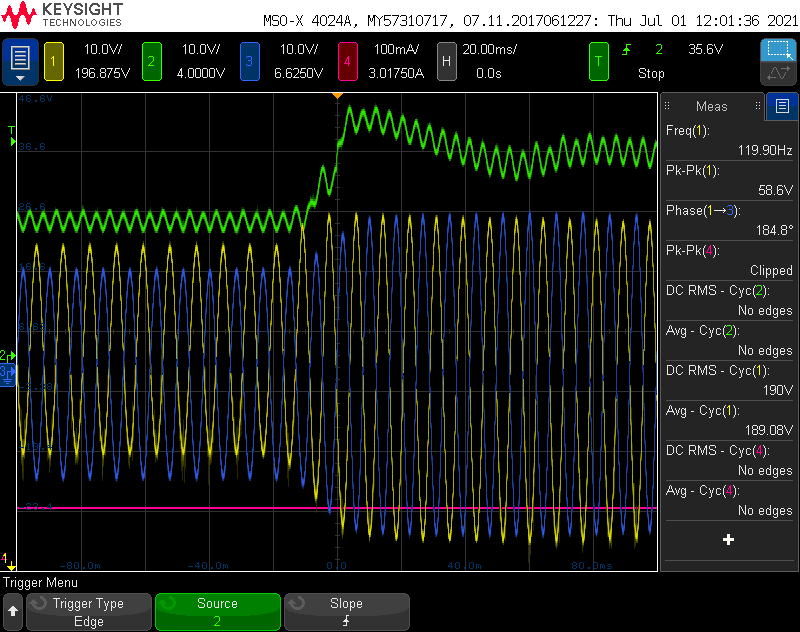 KEYSIGHT
TECHNOLOGIES
MSO-X 4024A, MY57310717, 07.11.2017061227: Thu Jul 01 12:01:36 2021
1 10.0V/ 196.875V
2 10.0V/ 4.0000V
3 10.0V/ 6.6250V
4 100mA/ 3.01750A
H 20.00ms/ 0.0s
T 2 35.6V
Stop
Meas
Freq(1):
119.90Hz
Pk-Pk(1):
58.6V
Phase(1→3):
184.8°
Pk-Pk(4):
Clipped
DC RMS - Cyc(2):
No edges
Avg - Cyc(2):
No edges
DC RMS - Cyc(1):
190V
Avg - Cyc(1):
189.08V
DC RMS - Cyc(4):
No edges
Avg - Cyc(4):
No edges
+
T
36.6
2
3
4
-80.0m -40.0m 0.0 40.0m 80.0ms
Trigger Menu
Trigger Type
Edge
Source
2
Slope